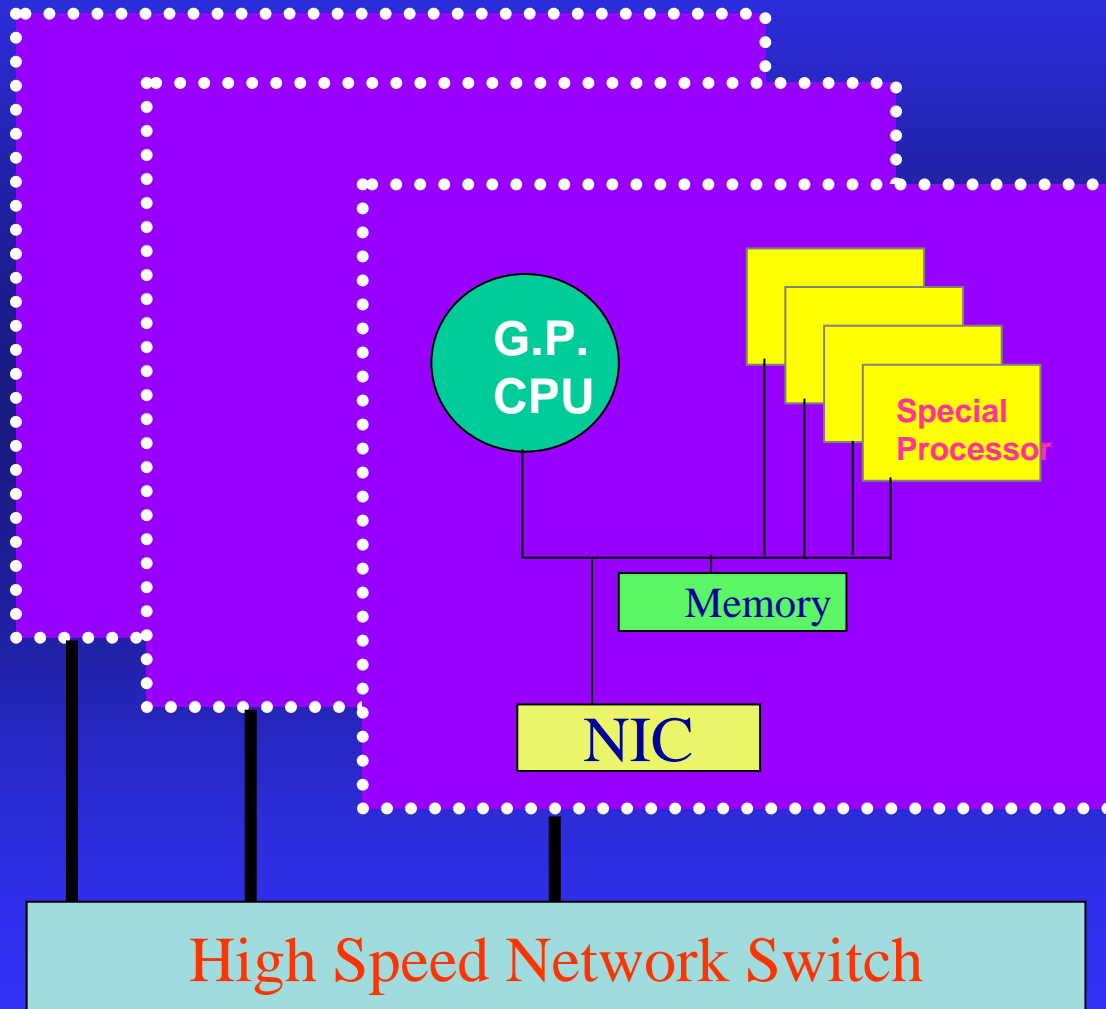 G.P.
CPU
Special
Processor
Memory
NIC
High Speed Network Switch